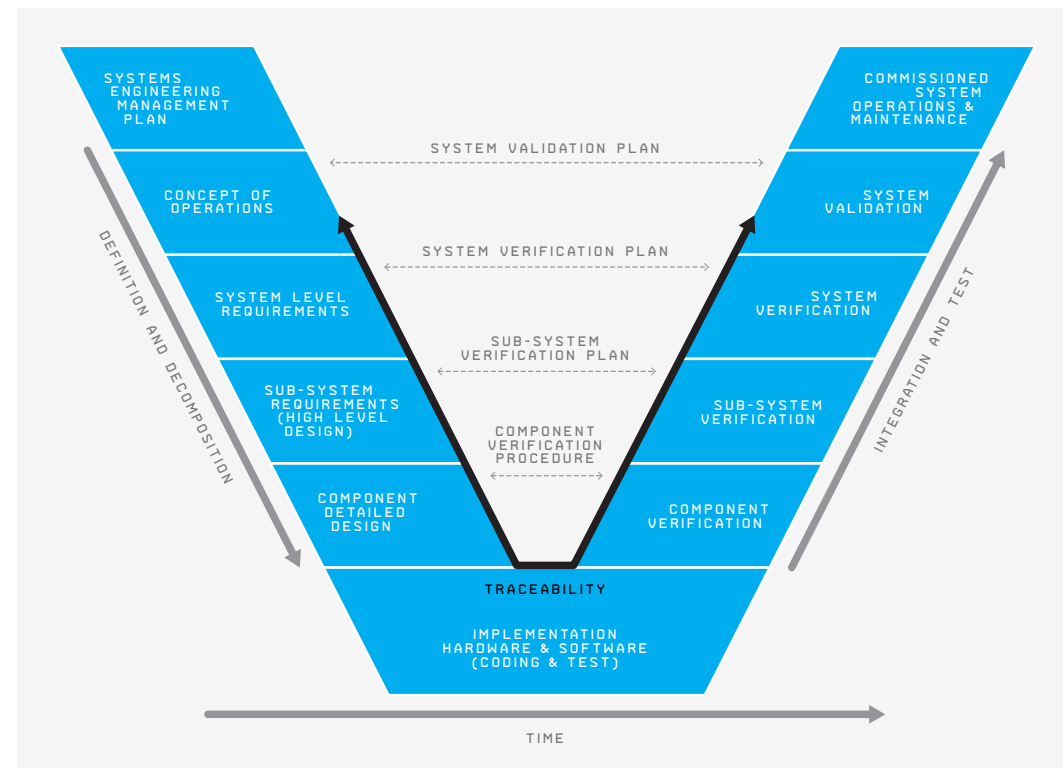 SYSTEMS
ENGINEERING
MANAGEMENT
PLAN
COMMISSIONED
SYSTEM
OPERATIONS &
MAINTENANCE
SYSTEM VALIDATION PLAN
CONCEPT OF
OPERATIONS
SYSTEM
VALIDATION
SYSTEM VERIFICATION PLAN
SYSTEM LEVEL
REQUIREMENTS
SYSTEM
VERIFICATION
SUB-SYSTEM
VERIFICATION PLAN
SUB-SYSTEM
REQUIREMENTS
(HIGH LEVEL
DESIGN)
SUB-SYSTEM
VERIFICATION
COMPONENT
VERIFICATION
PROCEDURE
COMPONENT
DETAILED
DESIGN
COMPONENT
VERIFICATION
DEFINITION AND DECOMPOSITION
INTEGRATION AND TEST
TRACEABILITY
IMPLEMENTATION
HARDWARE & SOFTWARE
(CODING & TEST)
TIME